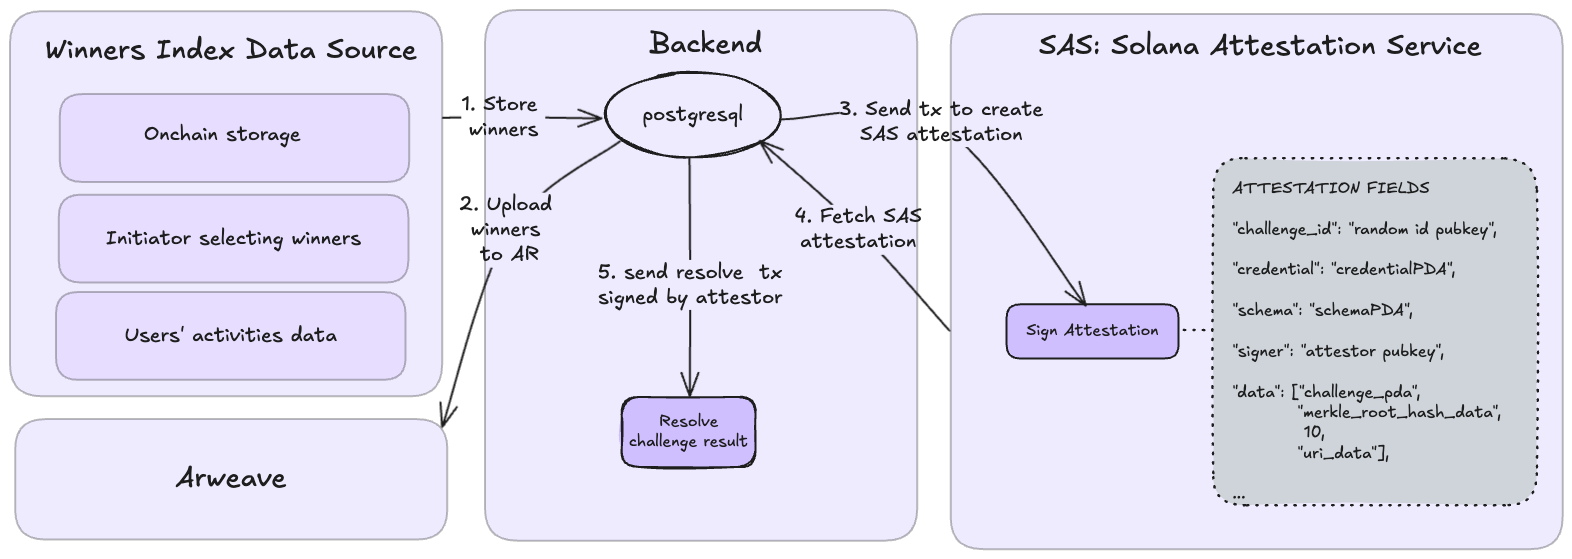 Winners Index Data Source
Onchain storage
Initiator selecting winners
Users' activities data
Arweave
1. Store
winners
2. Upload
winners
to AR
Backend
postgresql
5. send resolve tx
signed by attestor
Resolve
challenge result
3. Send tx to create
SAS attestation
4. Fetch SAS
attestation
SAS: Solana Attestation Service
Sign Attestation
ATTESTATION FIELDS
"challenge_id": "random id pubkey",
"credential": "credentialPDA",
"schema": "schemaPDA",
"signer": "attestor pubkey",
"data": ["challenge_pda",
"merkle_root_hash_data",
10,
"uri_data"],
...